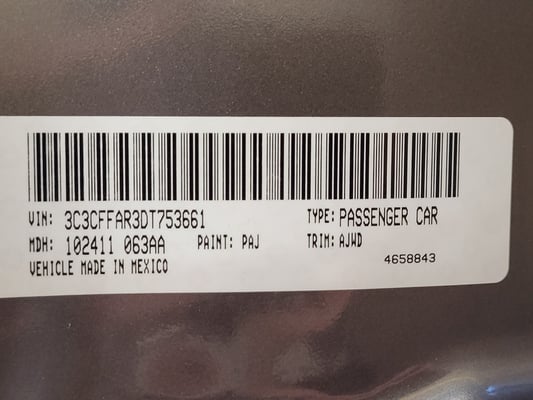 VIN: 3C3CFFAR3DT753661 TYPE: PASSENGER CAR
MDH: 102411 063AA PAINT: PAJ TRIM: AJWD
VEHICLE MADE IN MEXICO 4658843